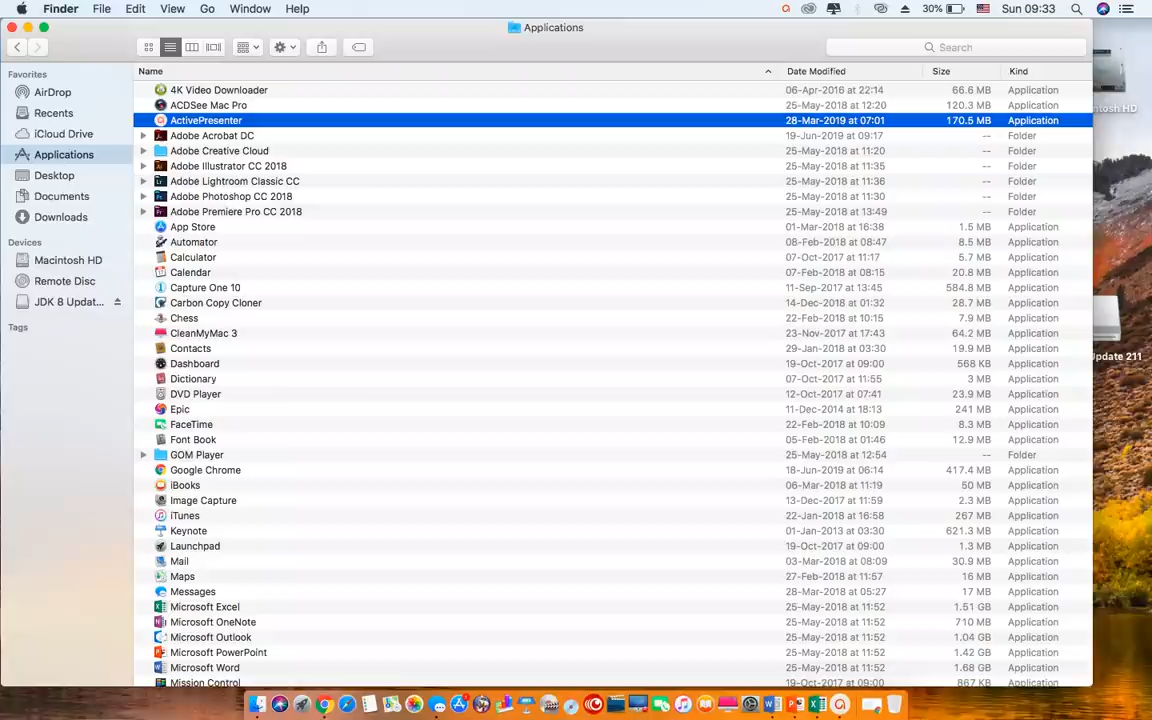 Finder File Edit View Go Window Help 30% Sun 09:33
Applications
Search
Favorites
AirDrop
Recents
iCloud Drive
Applications
Desktop
Documents
Downloads
Devices
Macintosh HD
Remote Disc
JDK 8 Updat...
Tags
Name Date Modified Size Kind
4K Video Downloader 06-Apr-2016 at 22:14 66.6 MB Application
ACDSee Mac Pro 25-May-2018 at 12:20 120.3 MB Application
ActivePresenter 28-Mar-2019 at 07:01 170.5 MB Application
Adobe Acrobat DC 19-Jun-2019 at 09:17 -- Folder
Adobe Creative Cloud 25-May-2018 at 11:20 -- Folder
Adobe Illustrator CC 2018 25-May-2018 at 11:35 -- Folder
Adobe Lightroom Classic CC 25-May-2018 at 11:36 -- Folder
Adobe Photoshop CC 2018 25-May-2018 at 11:30 -- Folder
Adobe Premiere Pro CC 2018 25-May-2018 at 13:49 -- Folder
App Store 01-Mar-2018 at 16:38 1.5 MB Application
Automator 08-Feb-2018 at 08:47 8.5 MB Application
Calculator 07-Oct-2017 at 11:17 5.7 MB Application
Calendar 07-Feb-2018 at 08:15 20.8 MB Application
Capture One 10 11-Sep-2017 at 13:45 584.8 MB Application
Carbon Copy Cloner 14-Dec-2018 at 01:32 28.7 MB Application
Chess 22-Feb-2018 at 10:15 7.9 MB Application
CleanMyMac 3 23-Nov-2017 at 17:43 64.2 MB Application
Contacts 29-Jan-2018 at 03:30 19.9 MB Application
Dashboard 19-Oct-2017 at 09:00 568 KB Application
Dictionary 07-Oct-2017 at 11:55 3 MB Application
DVD Player 12-Oct-2017 at 07:41 23.9 MB Application
Epic 11-Dec-2014 at 18:13 241 MB Application
FaceTime 22-Feb-2018 at 10:09 8.3 MB Application
Font Book 05-Feb-2018 at 01:46 12.9 MB Application
GOM Player 25-May-2018 at 12:54 -- Folder
Google Chrome 18-Jun-2019 at 06:14 417.4 MB Application
iBooks 06-Mar-2018 at 11:19 50 MB Application
Image Capture 13-Dec-2017 at 11:59 2.3 MB Application
iTunes 22-Jan-2018 at 16:58 267 MB Application
Keynote 01-Jan-2013 at 03:30 621.3 MB Application
Launchpad 19-Oct-2017 at 09:00 1.3 MB Application
Mail 03-Mar-2018 at 08:09 30.9 MB Application
Maps 27-Feb-2018 at 11:57 16 MB Application
Messages 28-Mar-2018 at 05:27 17 MB Application
Microsoft Excel 25-May-2018 at 11:52 1.51 GB Application
Microsoft OneNote 25-May-2018 at 11:52 710 MB Application
Microsoft Outlook 25-May-2018 at 11:52 1.04 GB Application
Microsoft PowerPoint 25-May-2018 at 11:52 1.42 GB Application
Microsoft Word 25-May-2018 at 11:52 1.68 GB Application
Mission Control 19-Oct-2017 at 09:00 867 KB Application
ntosh HD
Update 211